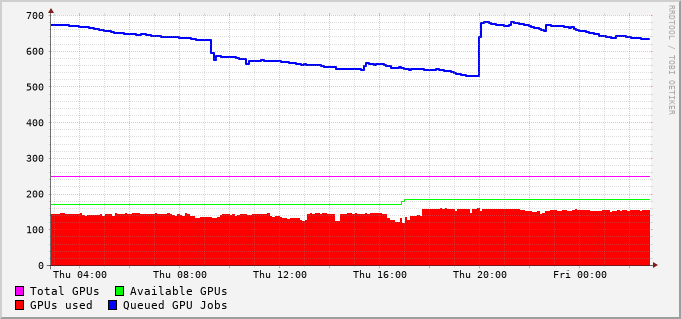 700
600
500
400
300
200
100
0
Thu 04:00 Thu 08:00 Thu 12:00 Thu 16:00 Thu 20:00 Fri 00:00
Total GPUs Available GPUs
GPUs used Queued GPU Jobs
RRDTOOL / TOBI OETIKER